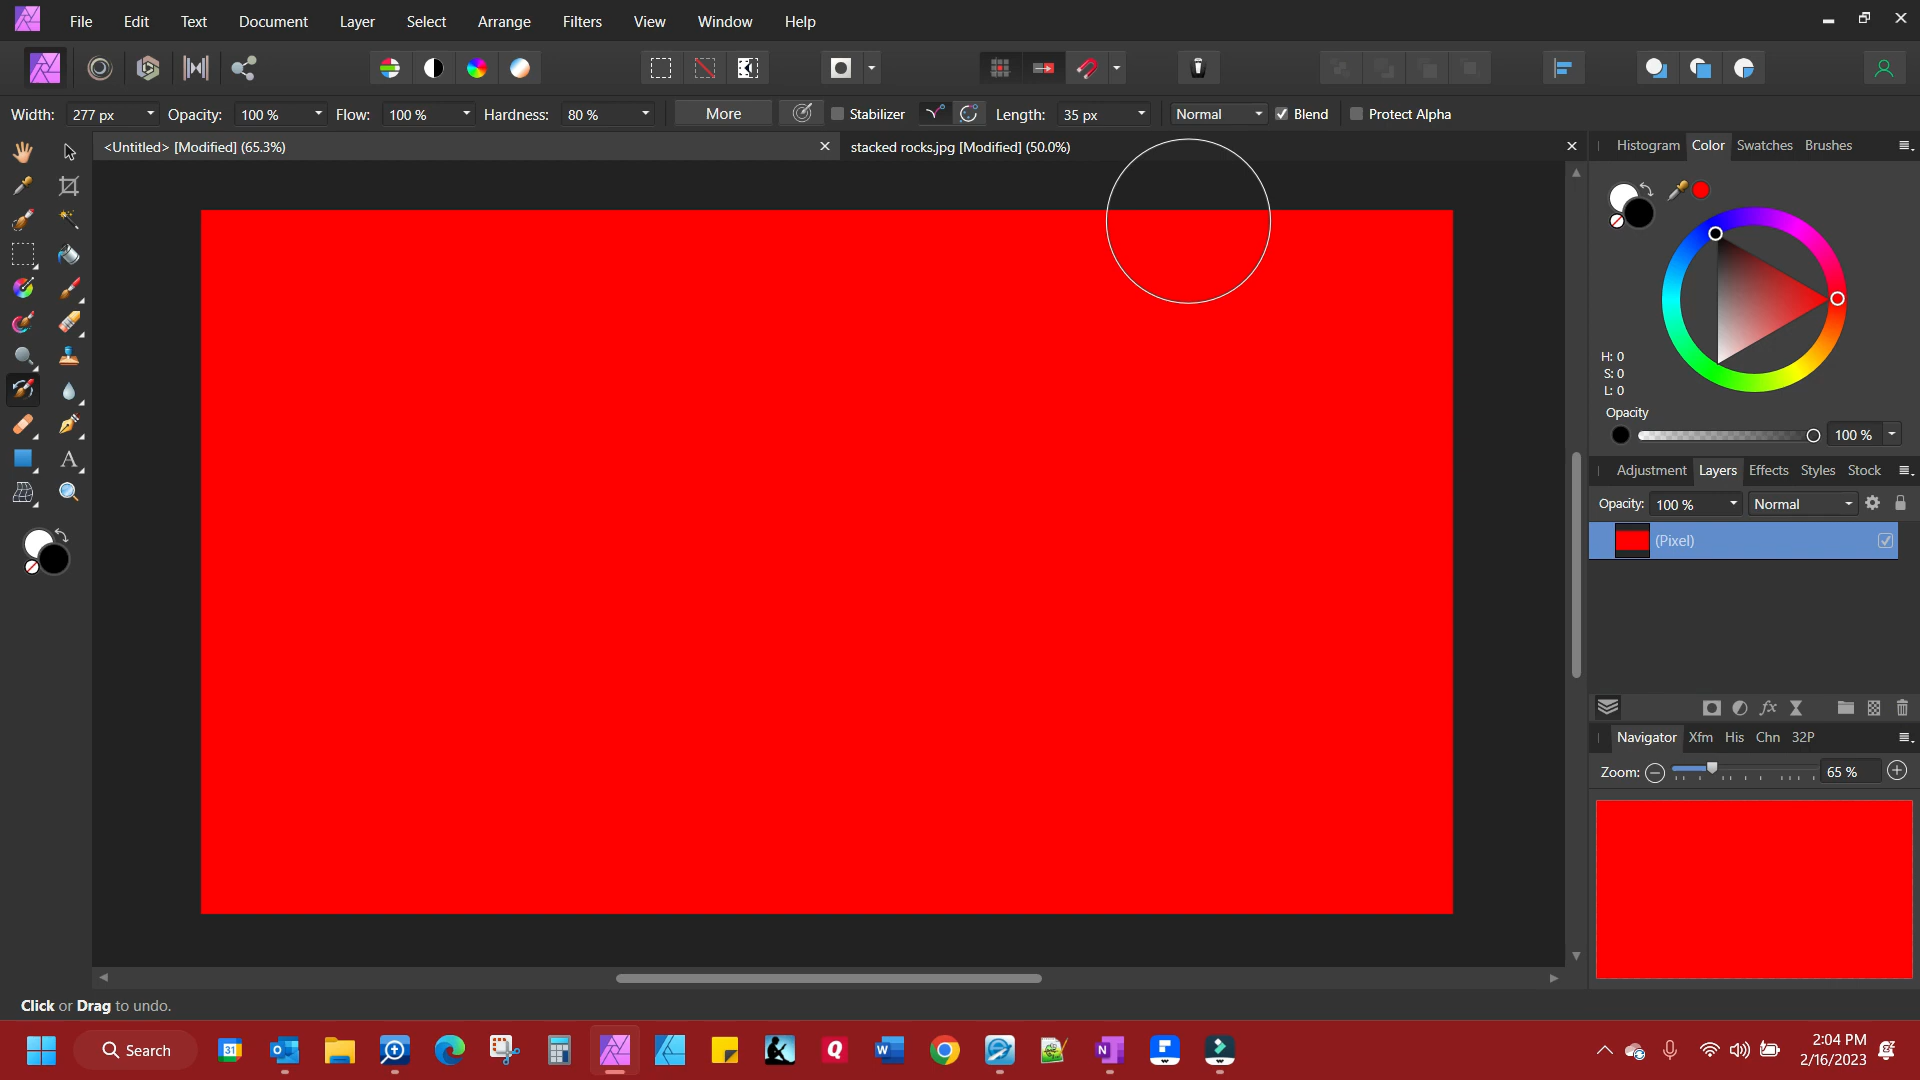 File Edit Text Document Layer Select Arrange Filters View Window Help
Width: 277 px Opacity: 100 % Flow: 100 % Hardness: 80 % More Stabilizer Length: 35 px Normal Blend Protect Alpha
<Untitled> [Modified] (65.3%) stacked rocks.jpg [Modified] (50.0%)
Histogram Color Swatches Brushes
H: 0
S: 0
L: 0
Opacity
100 %
Adjustment Layers Effects Styles Stock
Opacity: 100 % Normal
(Pixel)
Navigator Xfm His Chn 32P
Zoom: 65 %
Click or Drag to undo.
Search
31
2:04 PM
2/16/2023